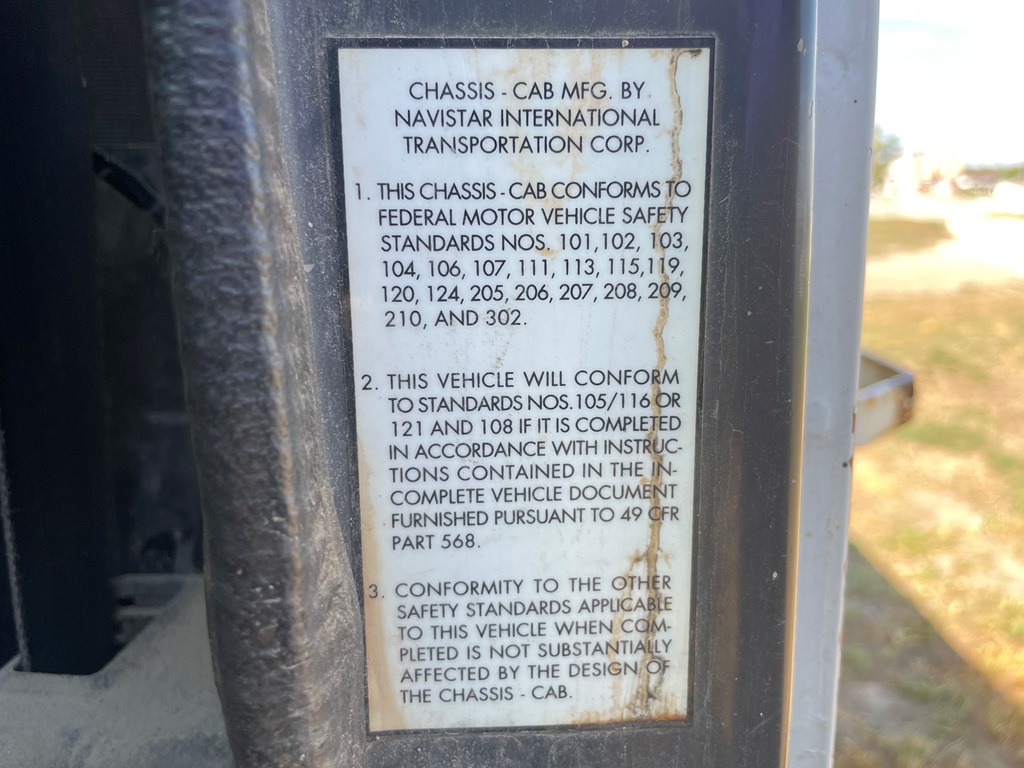 CHASSIS - CAB MFG. BY
NAVISTAR INTERNATIONAL
TRANSPORTATION CORP.
1. THIS CHASSIS - CAB CONFORMS TO
FEDERAL MOTOR VEHICLE SAFETY
STANDARDS NOS. 101,102, 103,
104, 106, 107, 111, 113, 115,119,
120, 124, 205, 206, 207, 208, 209,
210, AND 302.
2. THIS VEHICLE WILL CONFORM
TO STANDARDS NOS.105/116 OR
121 AND 108 IF IT IS COMPLETED
IN ACCORDANCE WITH INSTRUC-
TIONS CONTAINED IN THE IN-
COMPLETE VEHICLE DOCUMENT
FURNISHED PURSUANT TO 49 CFR
PART 568.
3. CONFORMITY TO THE OTHER
SAFETY STANDARDS APPLICABLE
TO THIS VEHICLE WHEN COM-
PLETED IS NOT SUBSTANTIALLY
AFFECTED BY THE DESIGN OF
THE CHASSIS - CAB.